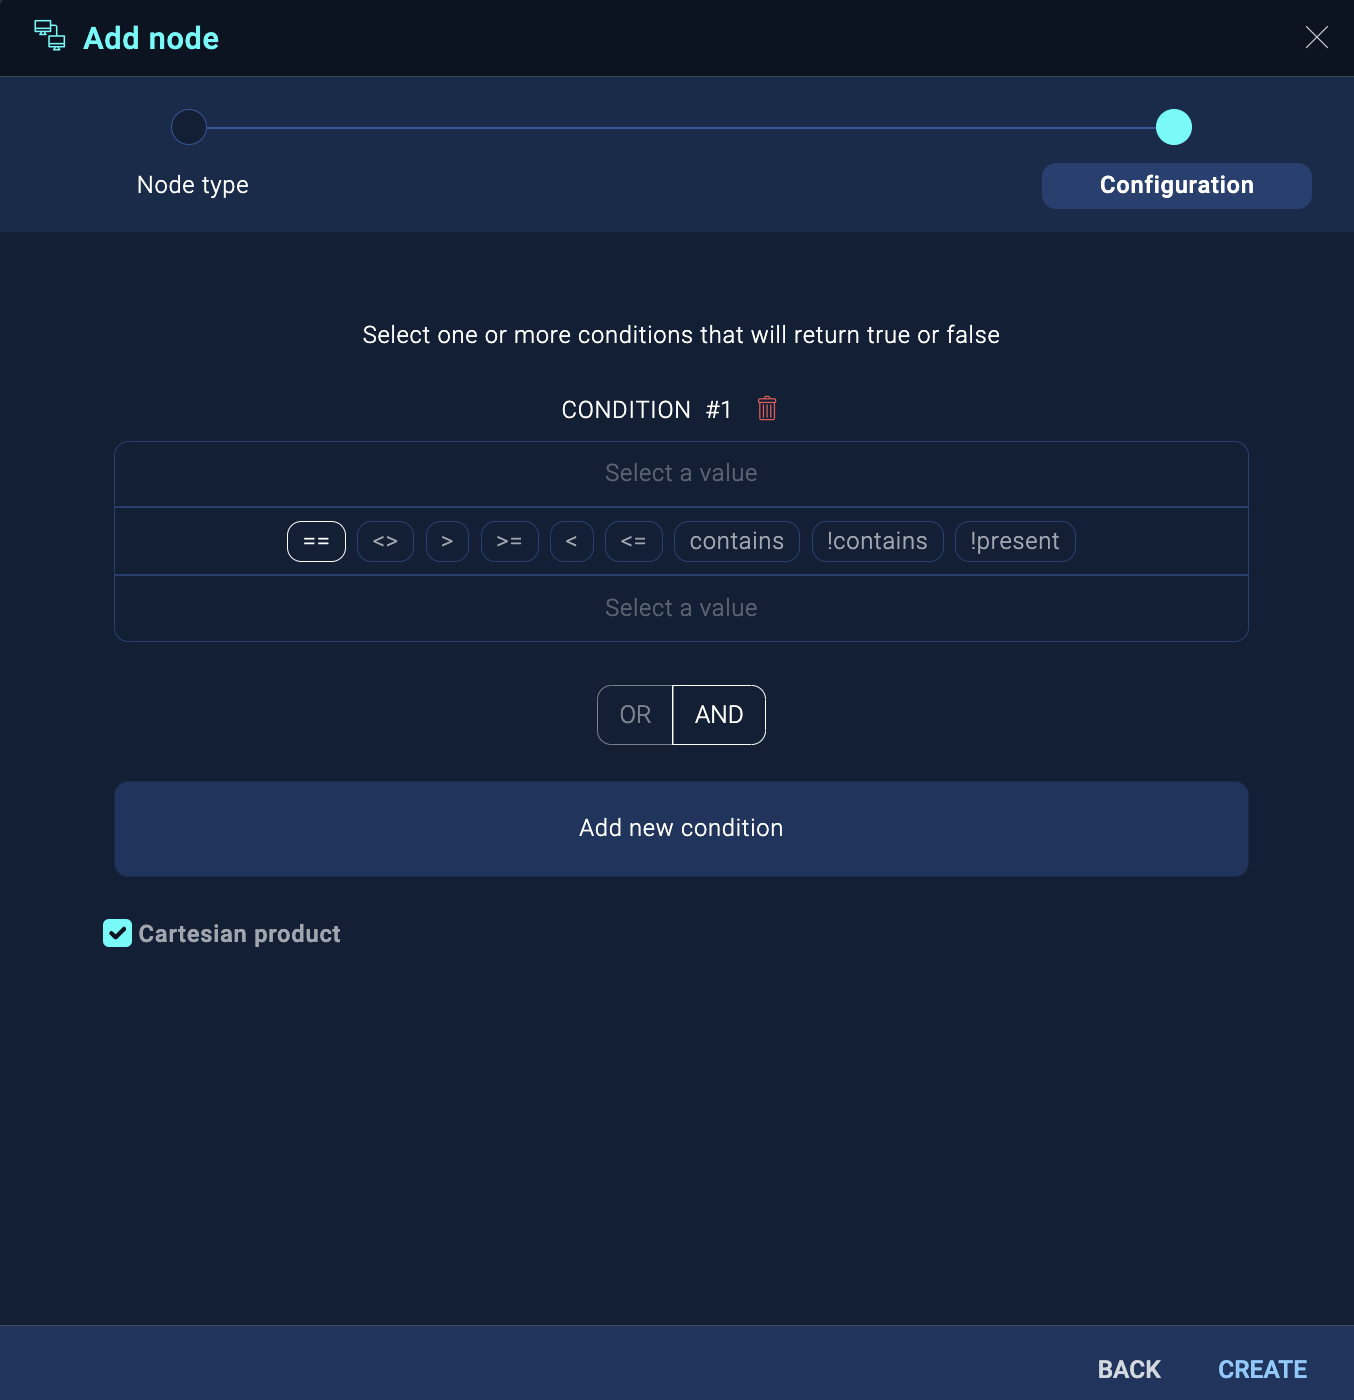 Add node
Node type
Configuration
Select one or more conditions that will return true or false
CONDITION #1
Select a value
== <> > >= < <= contains !contains !present
Select a value
OR AND
Add new condition
Cartesian product
BACK CREATE